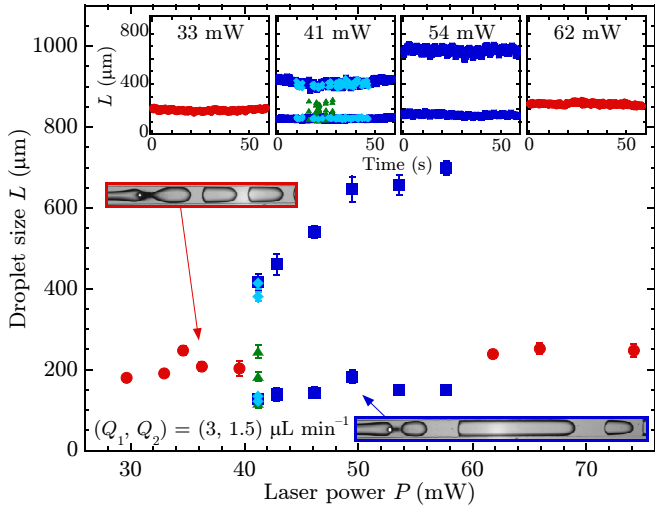 33 mW 41 mW 54 mW 62 mW
800
400
0
L (μm)
0 50 0 50 0 50 0 50
Time (s)
1000
800
600
400
200
0
Droplet size L (μm)
(Q₁, Q₂) = (3, 1.5) μL min⁻¹
30 40 50 60 70
Laser power P (mW)